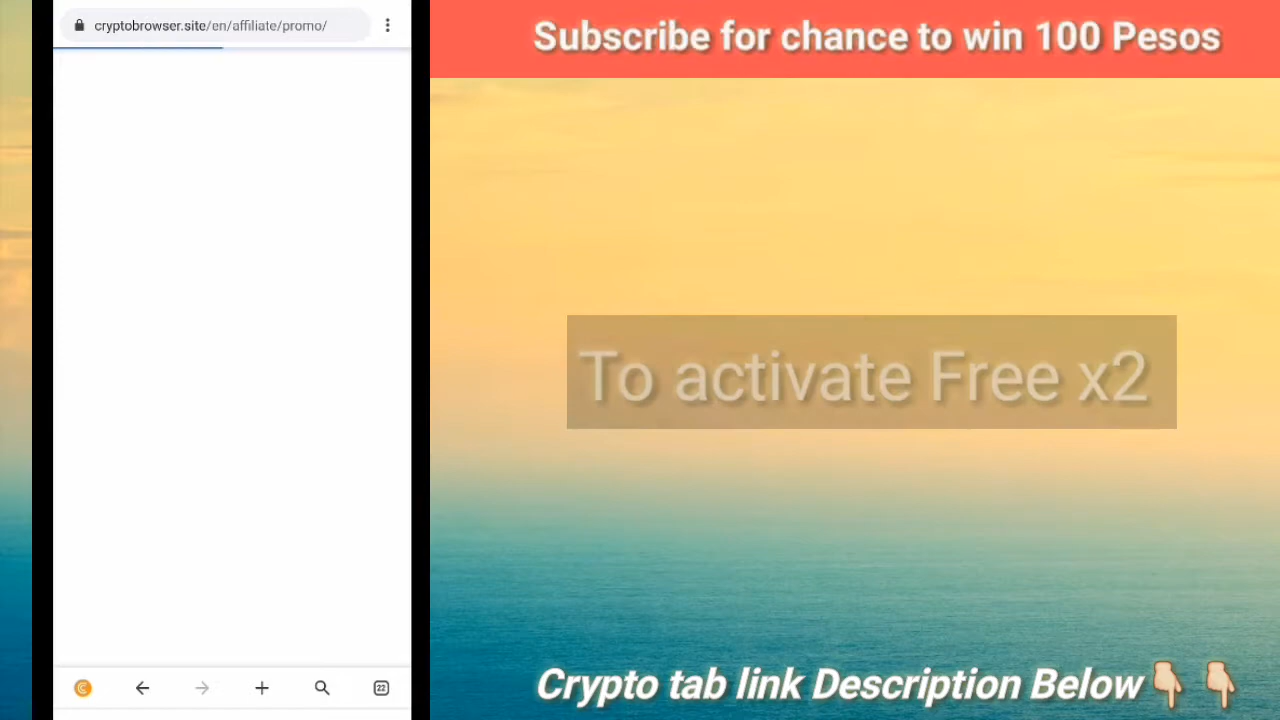 cryptobrowser.site/en/affiliate/promo/
Subscribe for chance to win 100 Pesos
To activate Free x2
22
Crypto tab link Description Below👇🏻👇🏻